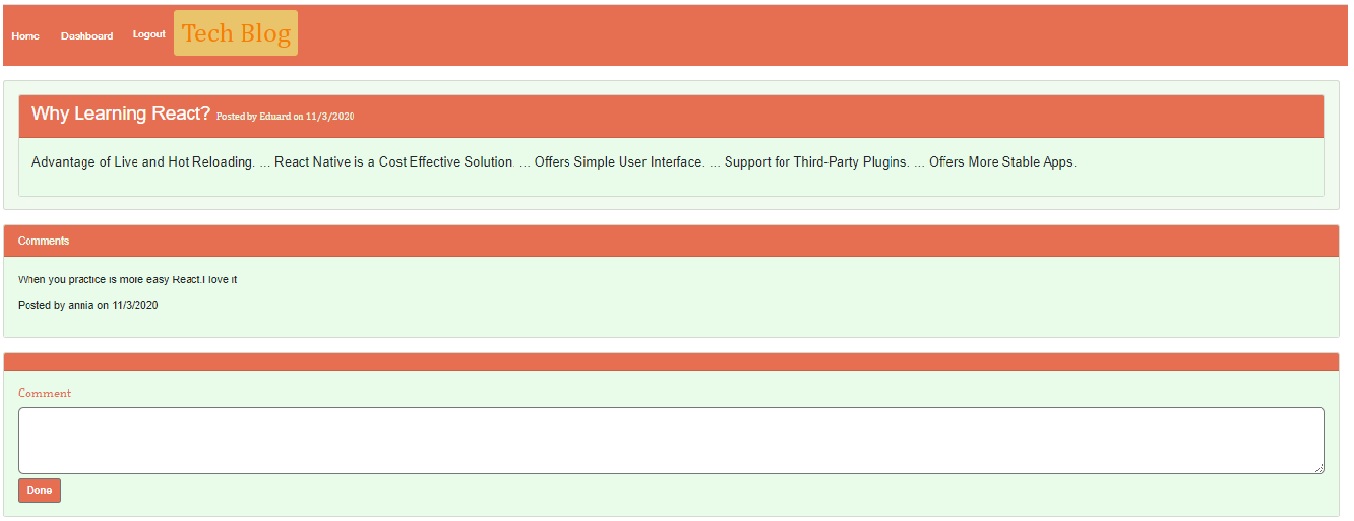 Home Dashboard Logout Tech Blog
Why Learning React? Posted by Eduard on 11/3/2020
Advantage of Live and Hot Reloading. ... React Native is a Cost Effective Solution. ... Offers Simple User Interface. ... Support for Third-Party Plugins. ... Offers More Stable Apps.
Comments
When you practice is more easy React.I love it
Posted by annia on 11/3/2020
Comment
Done